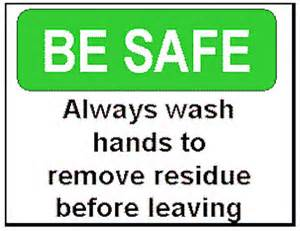 BE SAFE
Always wash
hands to
remove residue
before leaving